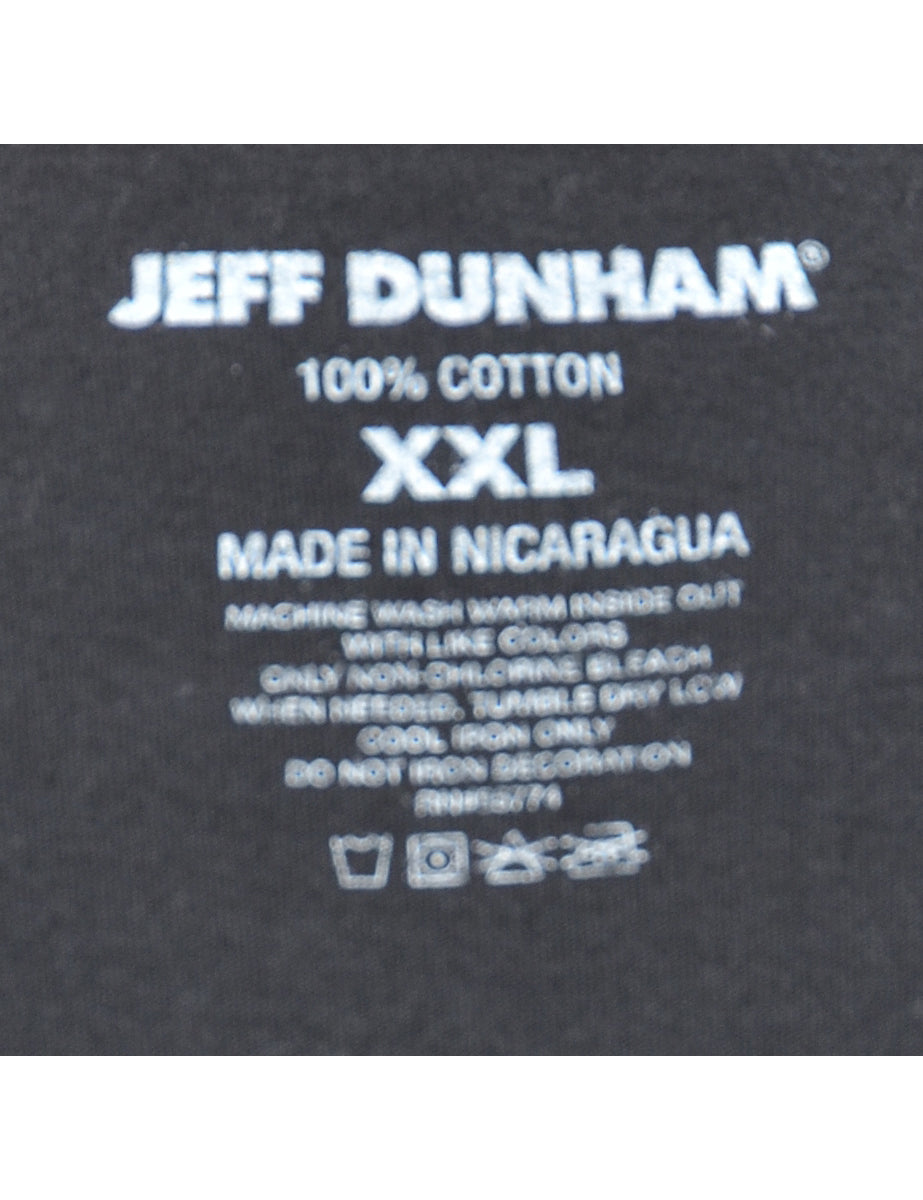 JEFF DUNHAM®
100% COTTON
XXL
MADE IN NICARAGUA
MACHINE WASH WARM INSIDE OUT
WITH LIKE COLORS
ONLY NON-CHLORINE BLEACH
WHEN NEEDED. TUMBLE DRY LOW
COOL IRON ONLY
DO NOT IRON DECORATION